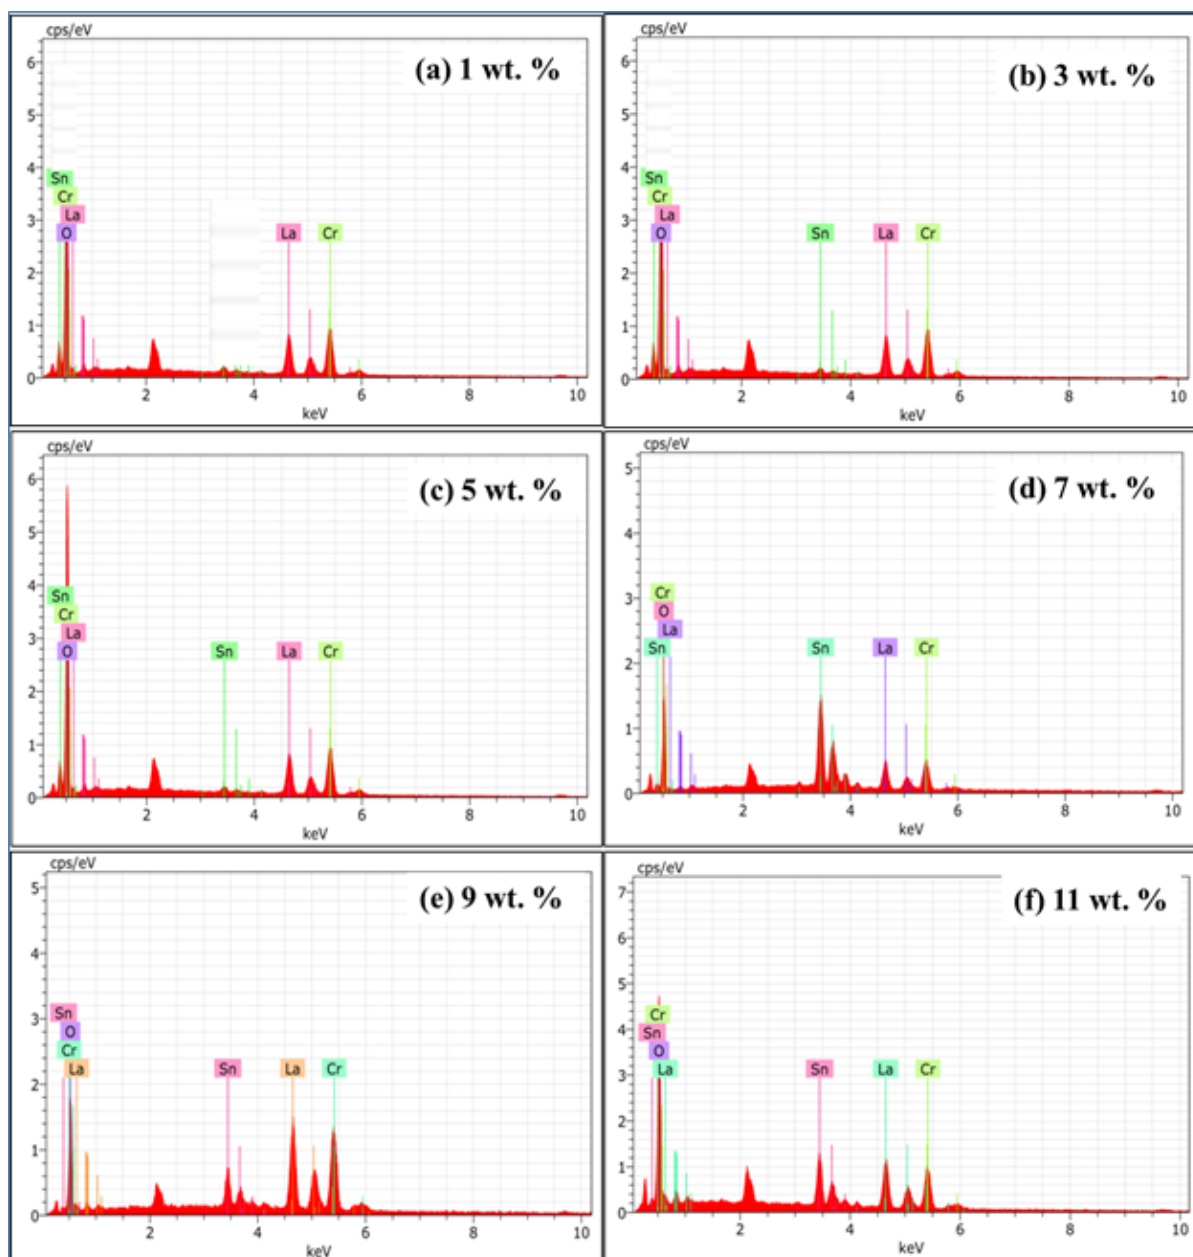 cps/eV
(a) 1 wt. %
6
5
4
3
2
1
0
Sn
Cr
La
O
La
Cr
2 4 6 8 10
keV
cps/eV
(b) 3 wt. %
6
5
4
3
2
1
0
Sn
Cr
La
O
Sn
La
Cr
2 4 6 8 10
keV
cps/eV
(c) 5 wt. %
6
5
4
3
2
1
0
Sn
Cr
La
O
Sn
La
Cr
2 4 6 8 10
keV
cps/eV
(d) 7 wt. %
5
4
3
2
1
0
Cr
O
La
Sn
Sn
La
Cr
2 4 6 8 10
keV
cps/eV
(e) 9 wt. %
5
4
3
2
1
0
Sn
O
Cr
La
Sn
La
Cr
2 4 6 8 10
keV
cps/eV
(f) 11 wt. %
7
6
5
4
3
2
1
0
Cr
Sn
O
La
Sn
La
Cr
2 4 6 8 10
keV